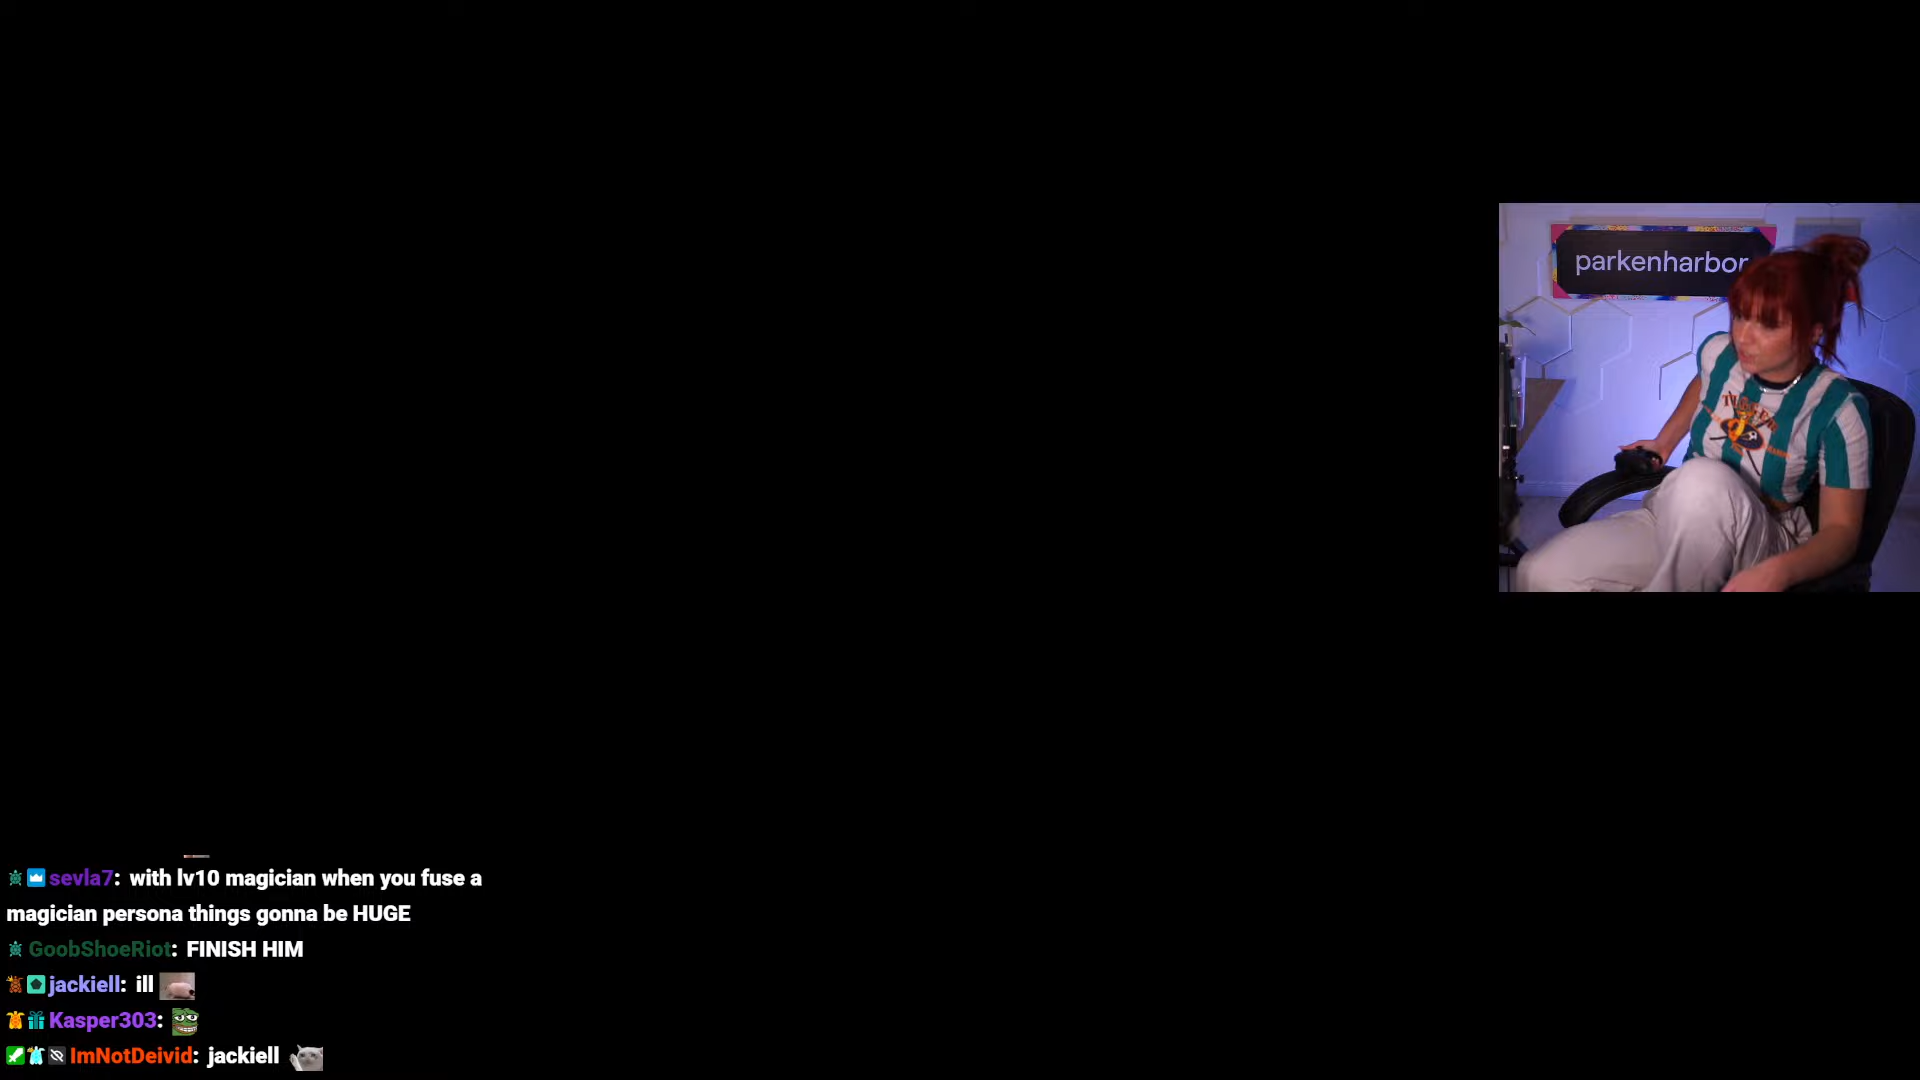 parkenharbor
sevla7: with lv10 magician when you fuse a
magician persona things gonna be HUGE
GoobShoeRiot: FINISH HIM
jackiell: ill
Kasper303:
ImNotDeivid: jackiell